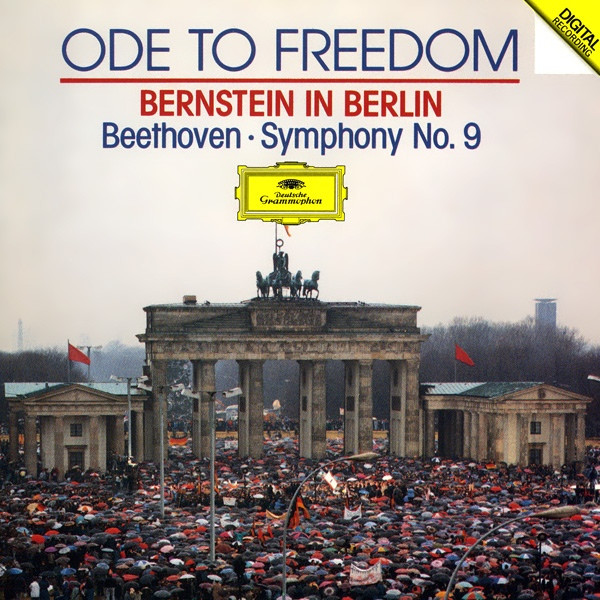 ODE TO FREEDOM
BERNSTEIN IN BERLIN
Beethoven · Symphony No. 9
Deutsche
Grammophon
DIGITAL
RECORDING